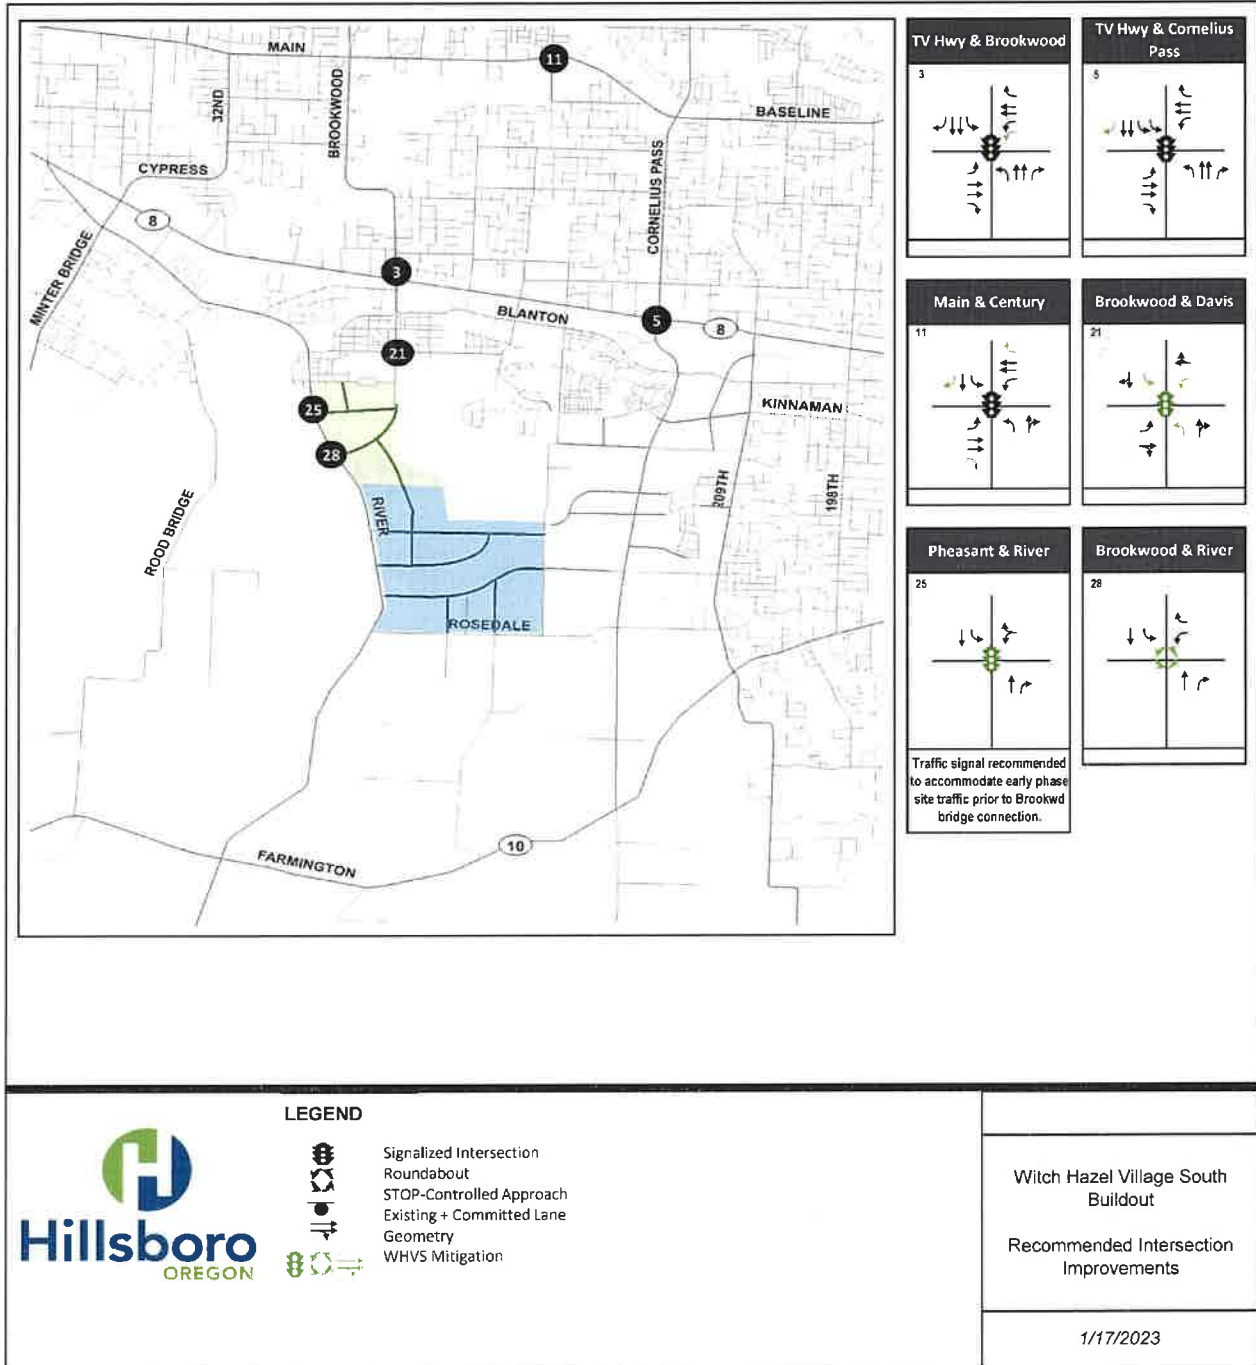 MAIN
11
32ND
BROOKWOOD
BASELINE
CORNELIUS PASS
CYPRESS
8
MINTER BRIDGE
3
BLANTON
5
8
21
25
KINNAMAN
28
209TH
198TH
RIVER
ROOD BRIDGE
ROSEDALE
10
FARMINGTON
TV Hwy & Brookwood
3
TV Hwy & Cornelius
Pass
5
Main & Century
11
Brookwood & Davis
21
Pheasant & River
25
Traffic signal recommended
to accommodate early phase
site traffic prior to Brookwd
bridge connection.
Brookwood & River
28
H
Hillsboro
OREGON
LEGEND
Signalized Intersection
Roundabout
STOP-Controlled Approach
Existing + Committed Lane
Geometry
WHVS Mitigation
Witch Hazel Village South
Buildout
Recommended Intersection
Improvements
1/17/2023